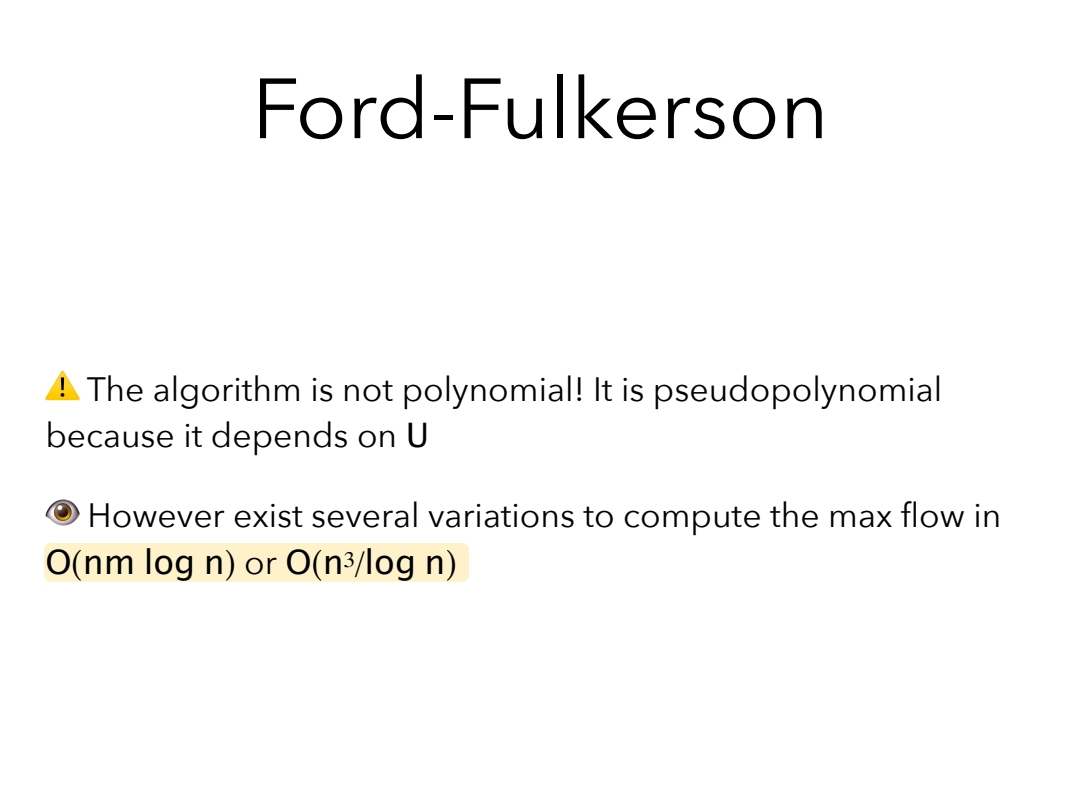 Ford-Fulkerson
⚠️ The algorithm is not polynomial! It is pseudopolynomial
because it depends on U
👁️ However exist several variations to compute the max flow in
O(nm log n) or O(n³/log n)